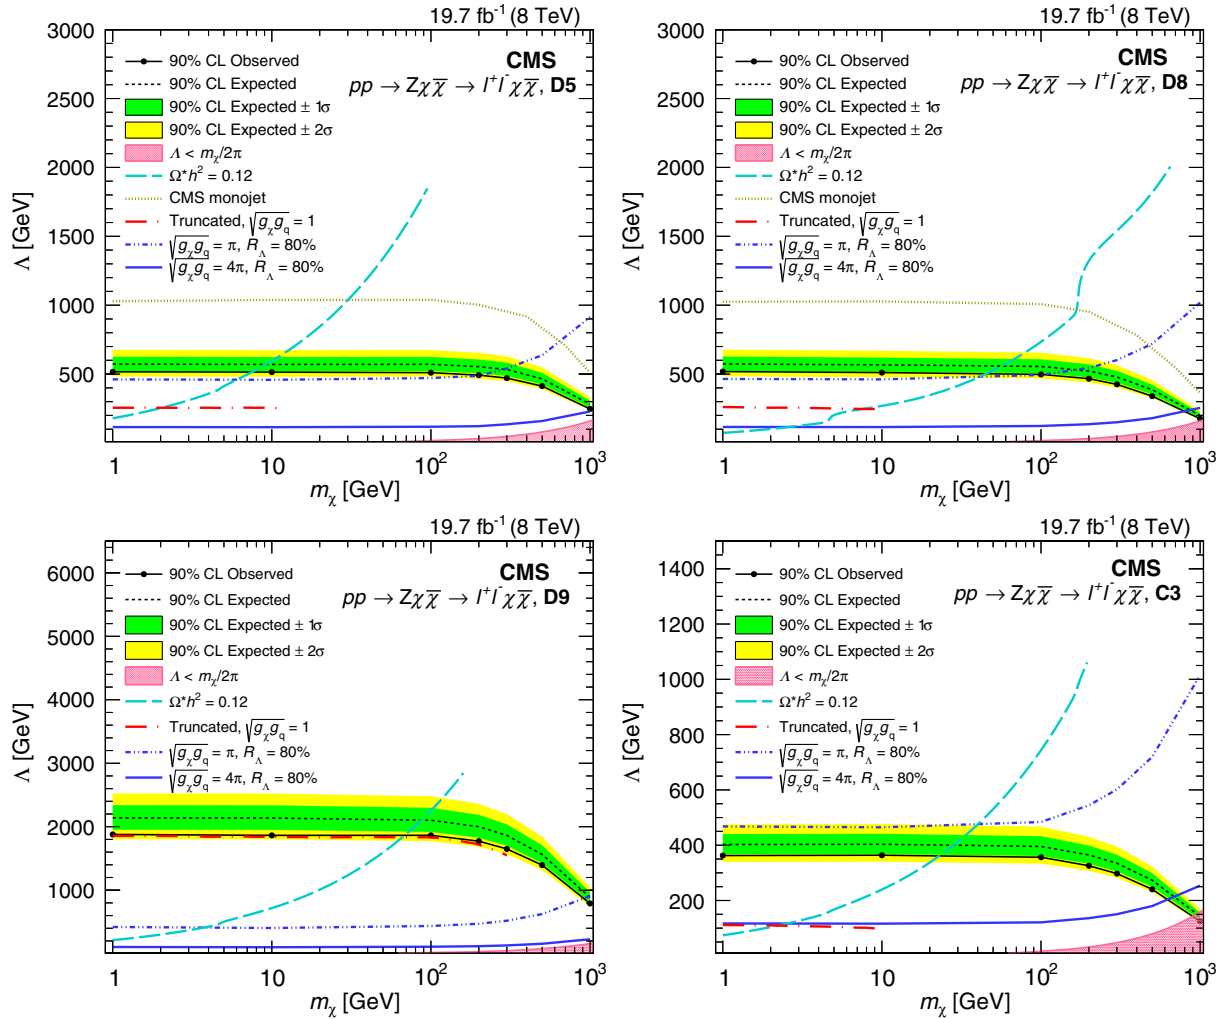 19.7 fb⁻¹ (8 TeV)
3000
2500
2000
1500
1000
500
Λ [GeV]
CMS
pp → Zχχ̅ → l⁺l⁻χχ̅, D5
90% CL Observed
90% CL Expected
90% CL Expected ± 1σ
90% CL Expected ± 2σ
Λ < m_χ/2π
Ω*h² = 0.12
CMS monojet
Truncated, √g_χg_q = 1
√g_χg_q = π, R_Λ = 80%
√g_χg_q = 4π, R_Λ = 80%
1 10 10² 10³
m_χ [GeV]
19.7 fb⁻¹ (8 TeV)
3000
2500
2000
1500
1000
500
Λ [GeV]
CMS
pp → Zχχ̅ → l⁺l⁻χχ̅, D8
90% CL Observed
90% CL Expected
90% CL Expected ± 1σ
90% CL Expected ± 2σ
Λ < m_χ/2π
Ω*h² = 0.12
CMS monojet
Truncated, √g_χg_q = 1
√g_χg_q = π, R_Λ = 80%
√g_χg_q = 4π, R_Λ = 80%
1 10 10² 10³
m_χ [GeV]
19.7 fb⁻¹ (8 TeV)
6000
5000
4000
3000
2000
1000
Λ [GeV]
CMS
pp → Zχχ̅ → l⁺l⁻χχ̅, D9
90% CL Observed
90% CL Expected
90% CL Expected ± 1σ
90% CL Expected ± 2σ
Λ < m_χ/2π
Ω*h² = 0.12
Truncated, √g_χg_q = 1
√g_χg_q = π, R_Λ = 80%
√g_χg_q = 4π, R_Λ = 80%
1 10 10² 10³
m_χ [GeV]
19.7 fb⁻¹ (8 TeV)
1400
1200
1000
800
600
400
200
Λ [GeV]
CMS
pp → Zχχ̅ → l⁺l⁻χχ̅, C3
90% CL Observed
90% CL Expected
90% CL Expected ± 1σ
90% CL Expected ± 2σ
Λ < m_χ/2π
Ω*h² = 0.12
Truncated, √g_χg_q = 1
√g_χg_q = π, R_Λ = 80%
√g_χg_q = 4π, R_Λ = 80%
1 10 10² 10³
m_χ [GeV]